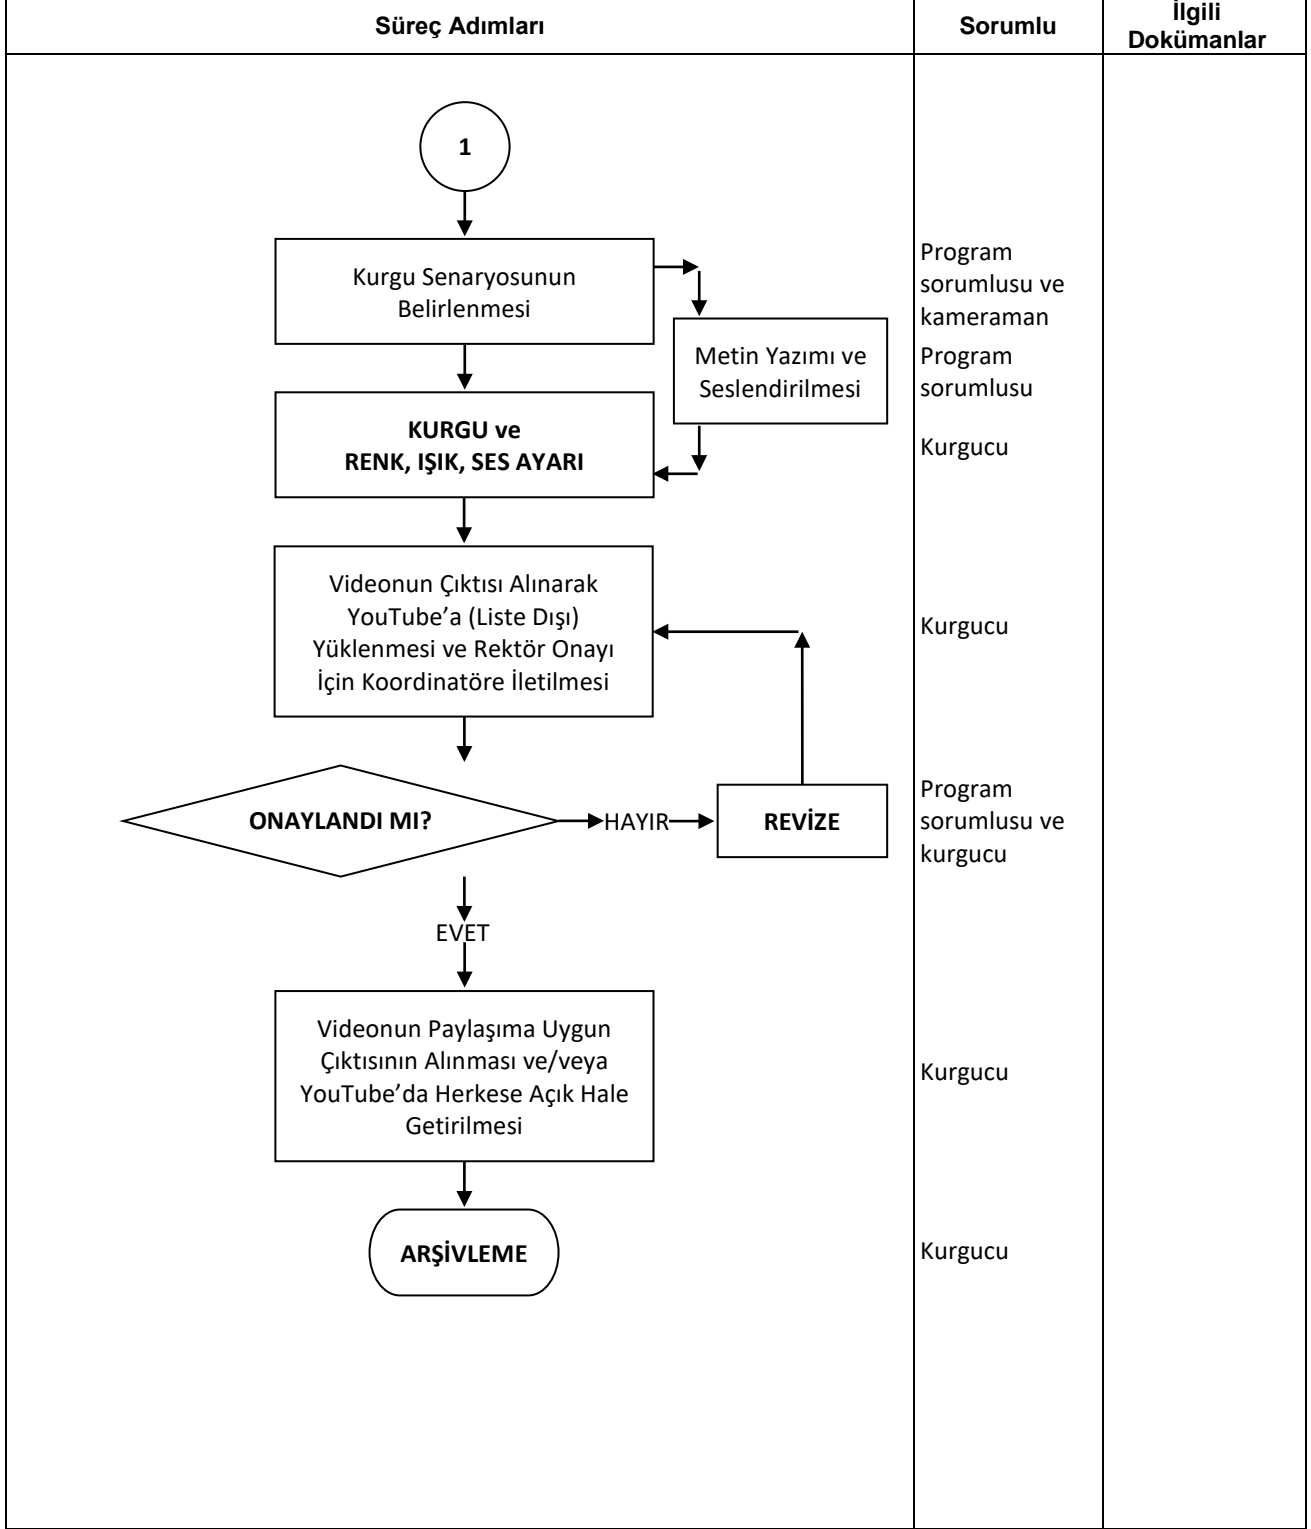 Süreç Adımları
Sorumlu
İlgili
Dokümanlar
1
Kurgu Senaryosunun
Belirlenmesi
Program
sorumlusu ve
kameraman
Metin Yazımı ve
Seslendirilmesi
Program
sorumlusu
KURGU ve
RENK, IŞIK, SES AYARI
Kurgucu
Videonun Çıktısı Alınarak
YouTube’a (Liste Dışı)
Yüklenmesi ve Rektör Onayı
İçin Koordinatöre İletilmesi
Kurgucu
ONAYLANDI MI?
HAYIR
REVİZE
Program
sorumlusu ve
kurgucu
EVET
Videonun Paylaşıma Uygun
Çıktısının Alınması ve/veya
YouTube’da Herkese Açık Hale
Getirilmesi
Kurgucu
ARŞİVLEME
Kurgucu